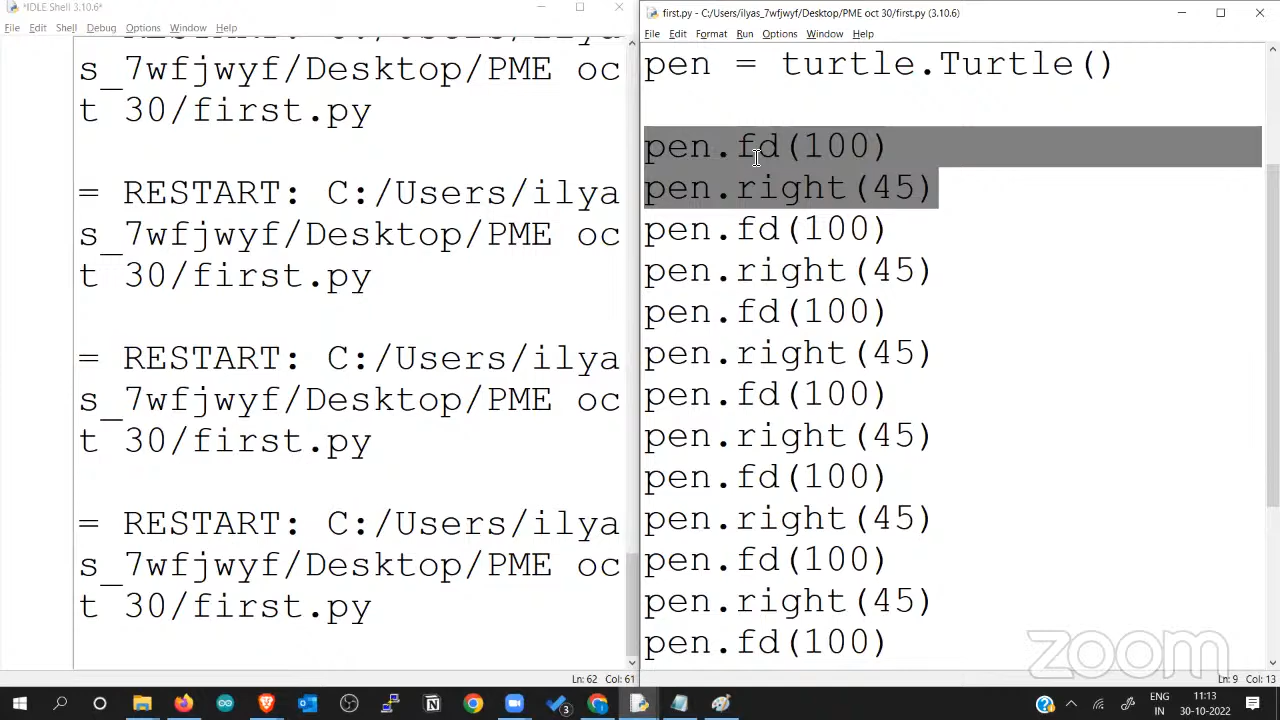 *IDLE Shell 3.10.6*
File Edit Shell Debug Options Window Help
= RESTART: C:/Users/ilya
s_7wfjwyf/Desktop/PME oc
t 30/first.py
= RESTART: C:/Users/ilya
s_7wfjwyf/Desktop/PME oc
t 30/first.py
= RESTART: C:/Users/ilya
s_7wfjwyf/Desktop/PME oc
t 30/first.py
= RESTART: C:/Users/ilya
s_7wfjwyf/Desktop/PME oc
t 30/first.py
Ln: 62 Col: 61
first.py - C:/Users/ilyas_7wfjwyf/Desktop/PME oct 30/first.py (3.10.6)
File Edit Format Run Options Window Help
pen = turtle.Turtle()
pen.fd(100)
pen.right(45)
pen.fd(100)
pen.right(45)
pen.fd(100)
pen.right(45)
pen.fd(100)
pen.right(45)
pen.fd(100)
pen.right(45)
pen.fd(100)
pen.right(45)
pen.fd(100)
zoom
Ln: 9 Col: 13
3
ENG
IN
11:13
30-10-2022